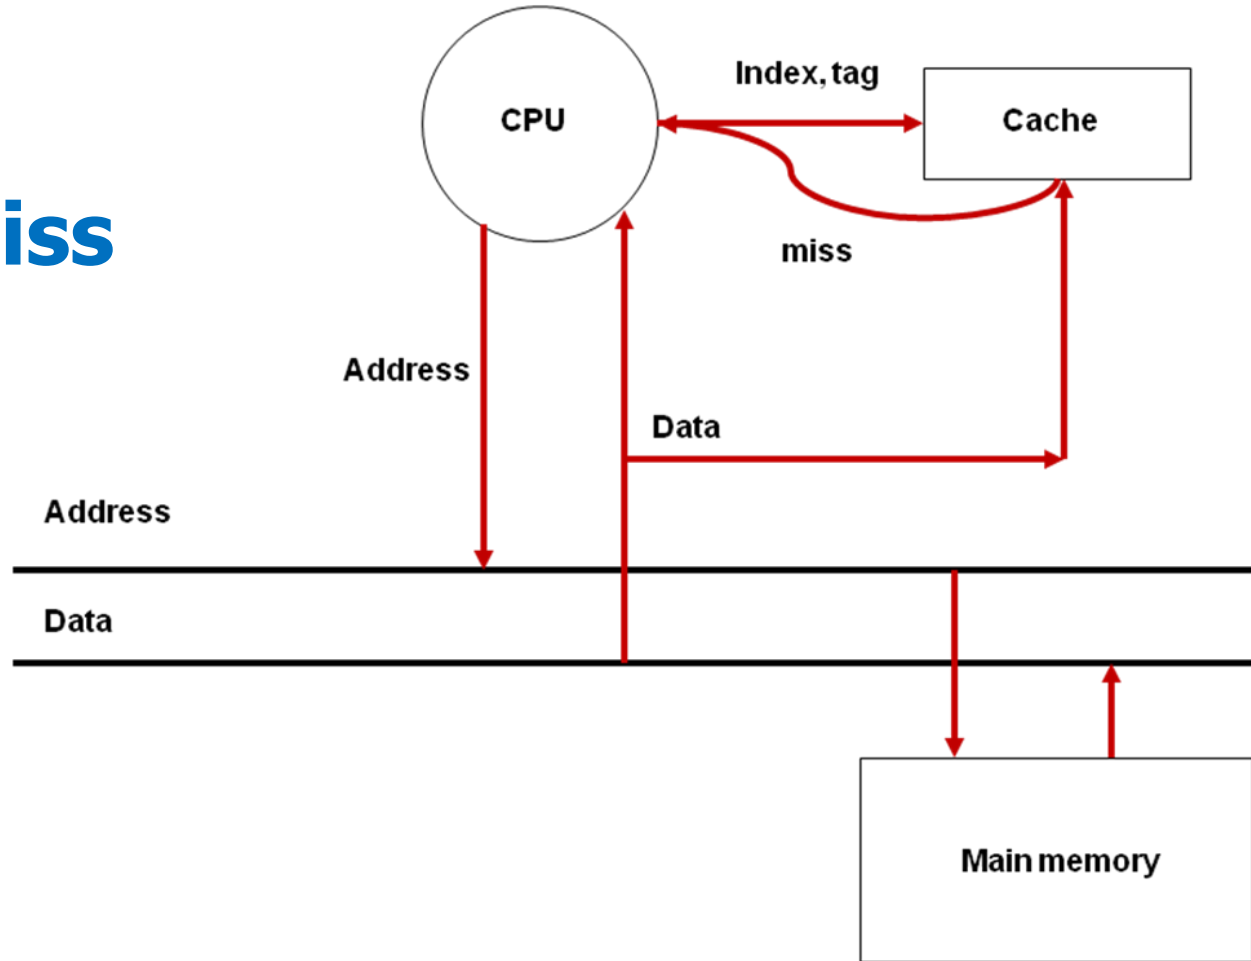 Index, tag
CPU
Cache
iss
miss
Address
Data
Address
Data
Main memory